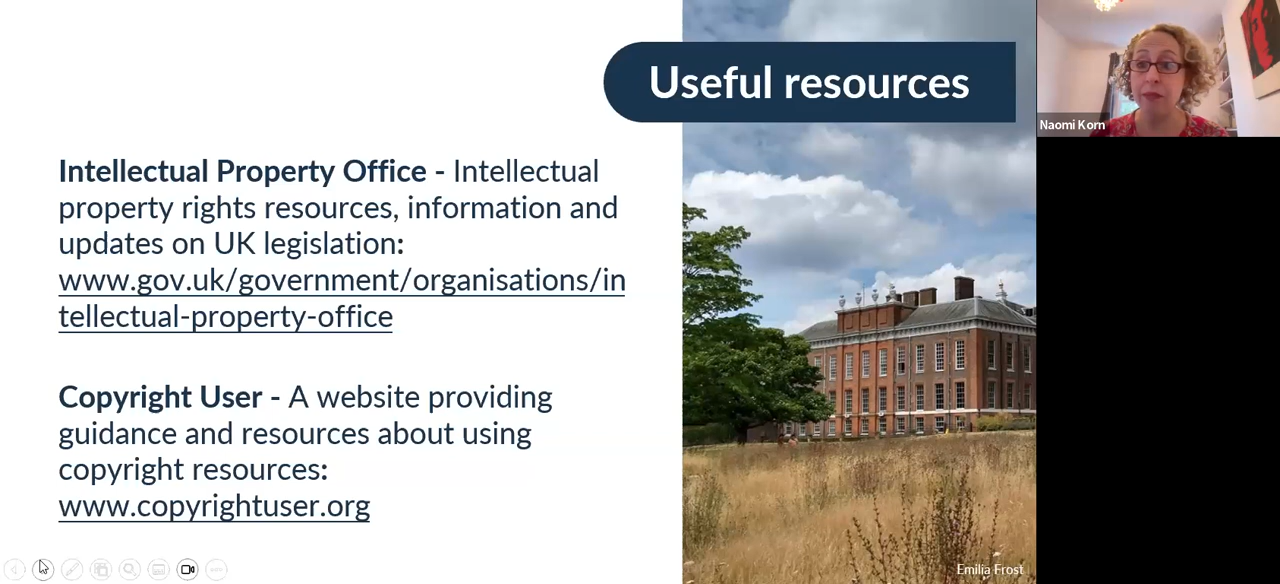 Useful resources
Naomi Korn
Intellectual Property Office - Intellectual
property rights resources, information and
updates on UK legislation:
www.gov.uk/government/organisations/in
tellectual-property-office
Copyright User - A website providing
guidance and resources about using
copyright resources:
www.copyrightuser.org
Emilia Frost